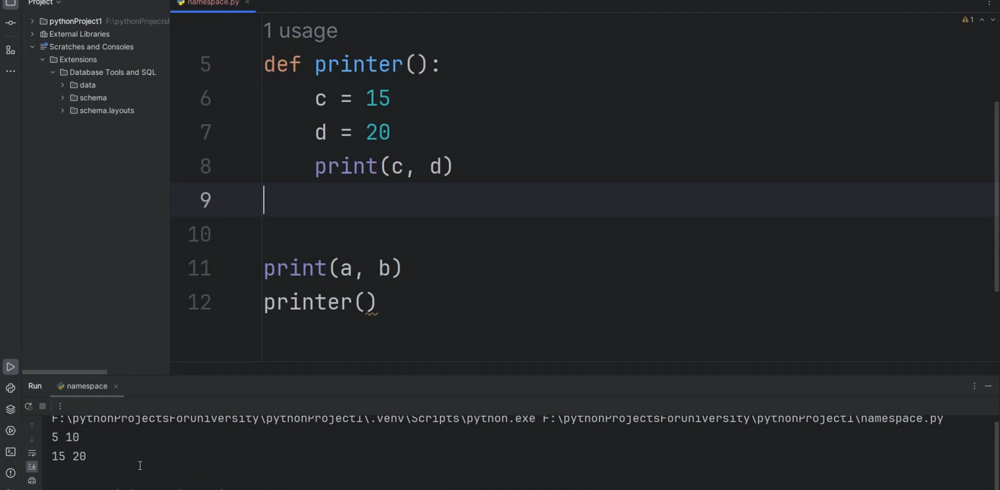 Project
namespace.py
1
pythonProject1 F:\pythonProjectsF
External Libraries
Scratches and Consoles
Extensions
Database Tools and SQL
data
schema
schema.layouts
1 usage
5 def printer():
6 c = 15
7 d = 20
8 print(c, d)
9
10
11 print(a, b)
12 printer()
Run namespace
F:\pythonProjectsForUniversity\pythonProject1\.venv\Scripts\python.exe F:\pythonProjectsForUniversity\pythonProject1\namespace.py
5 10
15 20